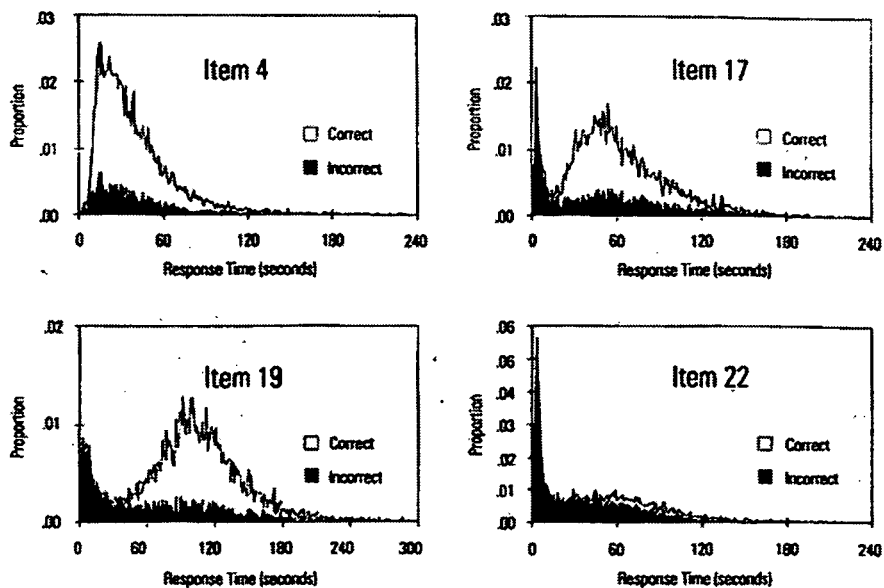 .03
.02
.01
.00
Proportion
Item 4
Correct
Incorrect
0 60 120 180 240
Response Time (seconds)
.03
.02
.01
.00
Proportion
Item 17
Correct
Incorrect
0 60 120 180 240
Response Time (seconds)
.02
.01
.00
Proportion
Item 19
Correct
Incorrect
0 60 120 180 240 300
Response Time (seconds)
.06
.06
.04
.03
.02
.01
.00
Proportion
Item 22
Correct
Incorrect
0 60 120 180 240
Response Time (seconds)